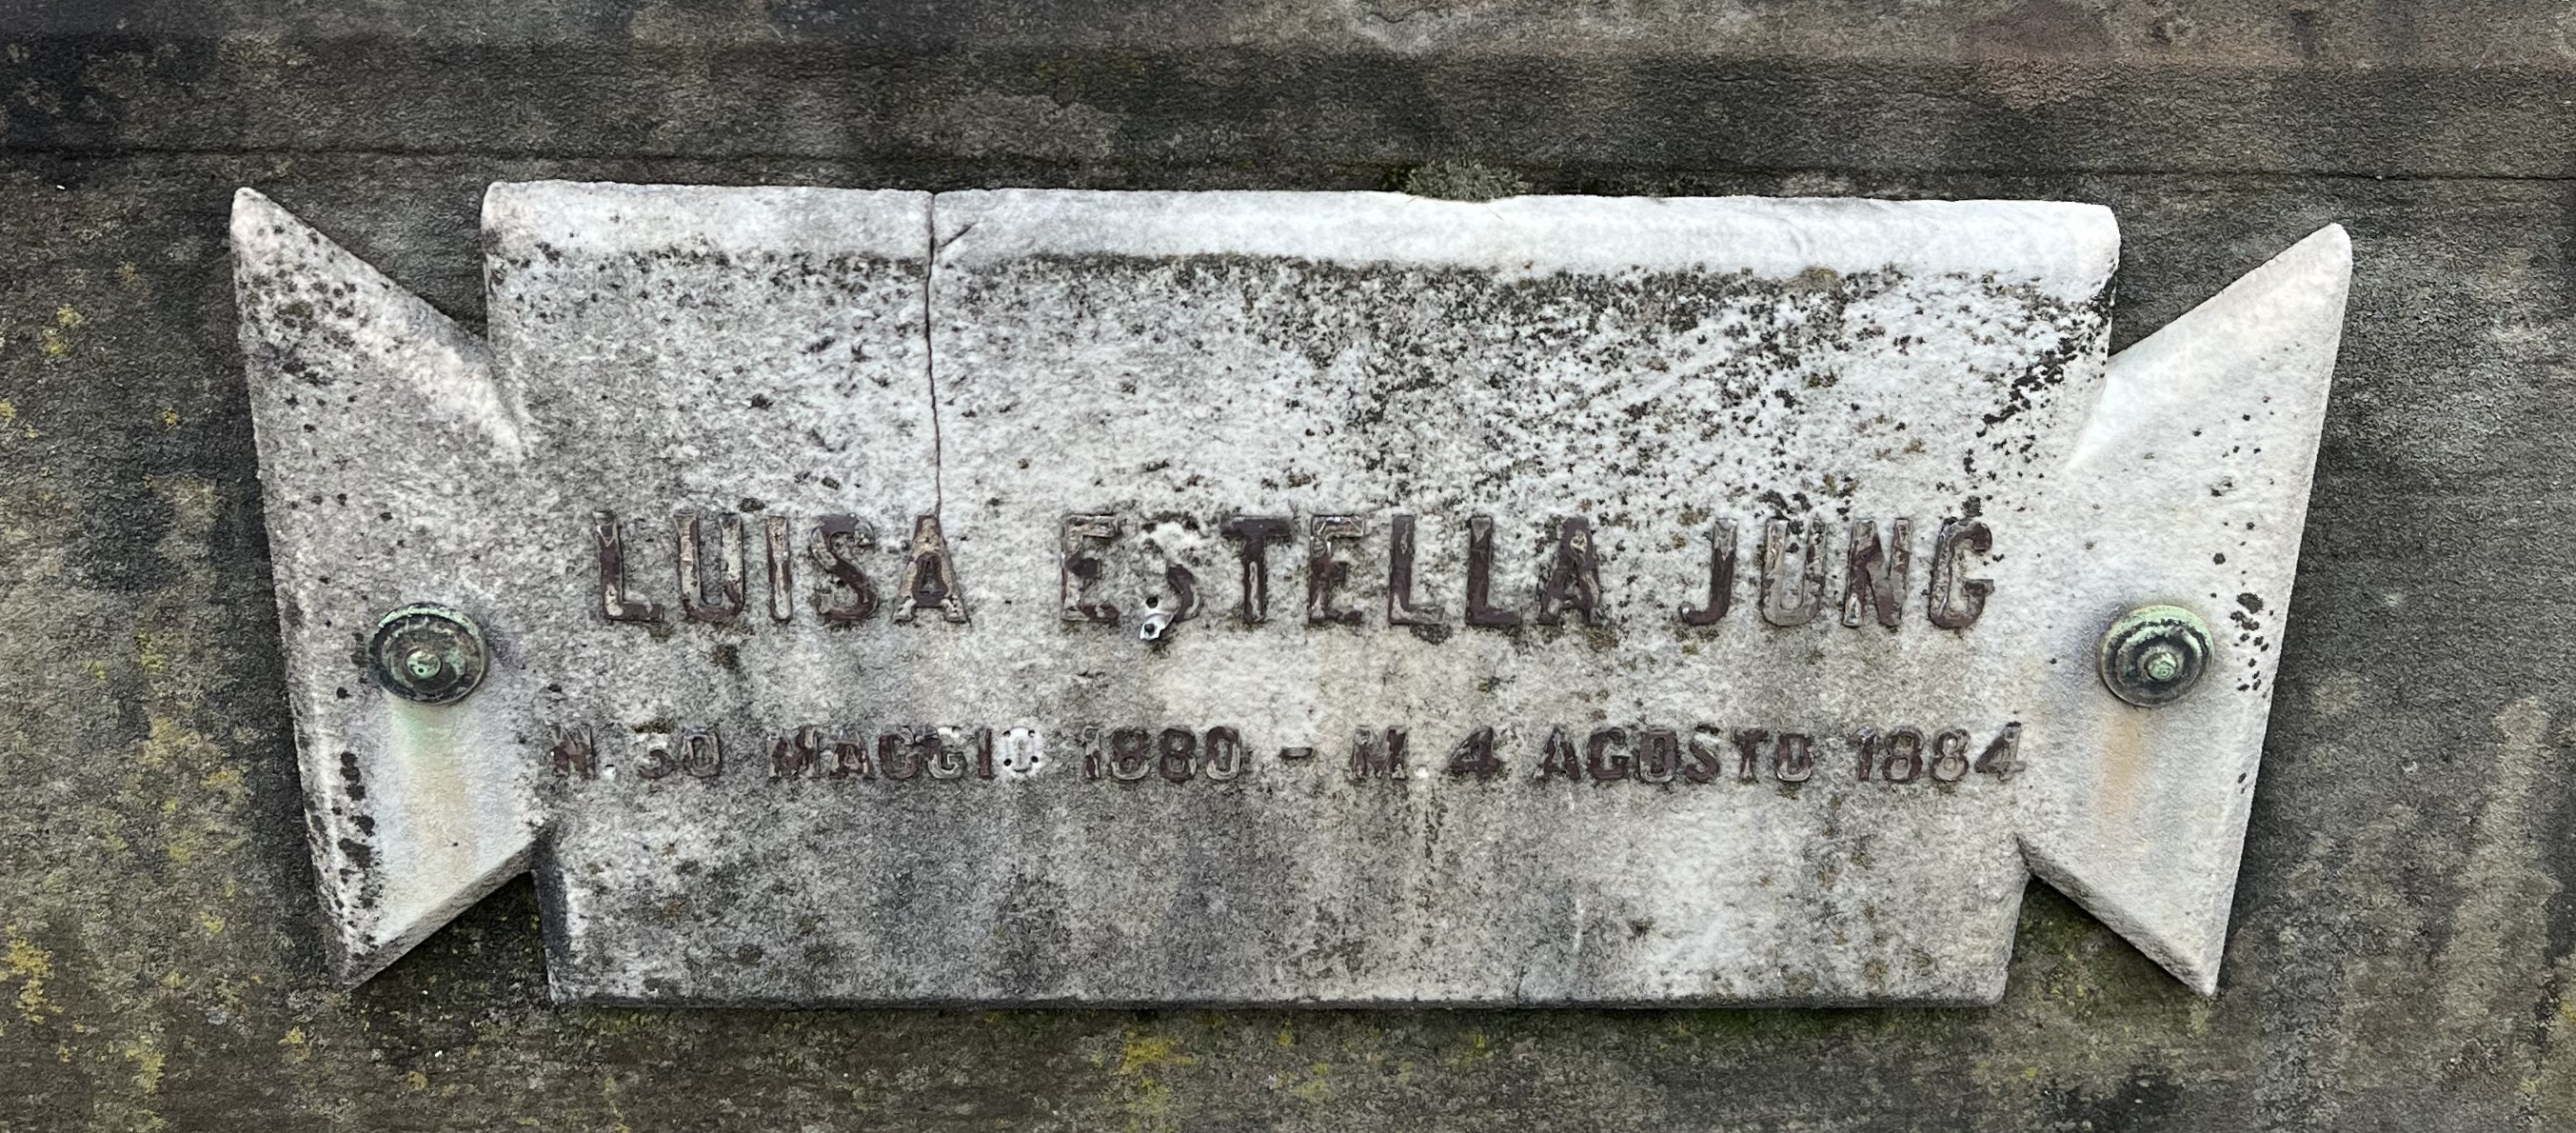 LUISA ESTELLA JUNG
N. 30 MAGGIO 1880 - M. 4 AGOSTO 1884